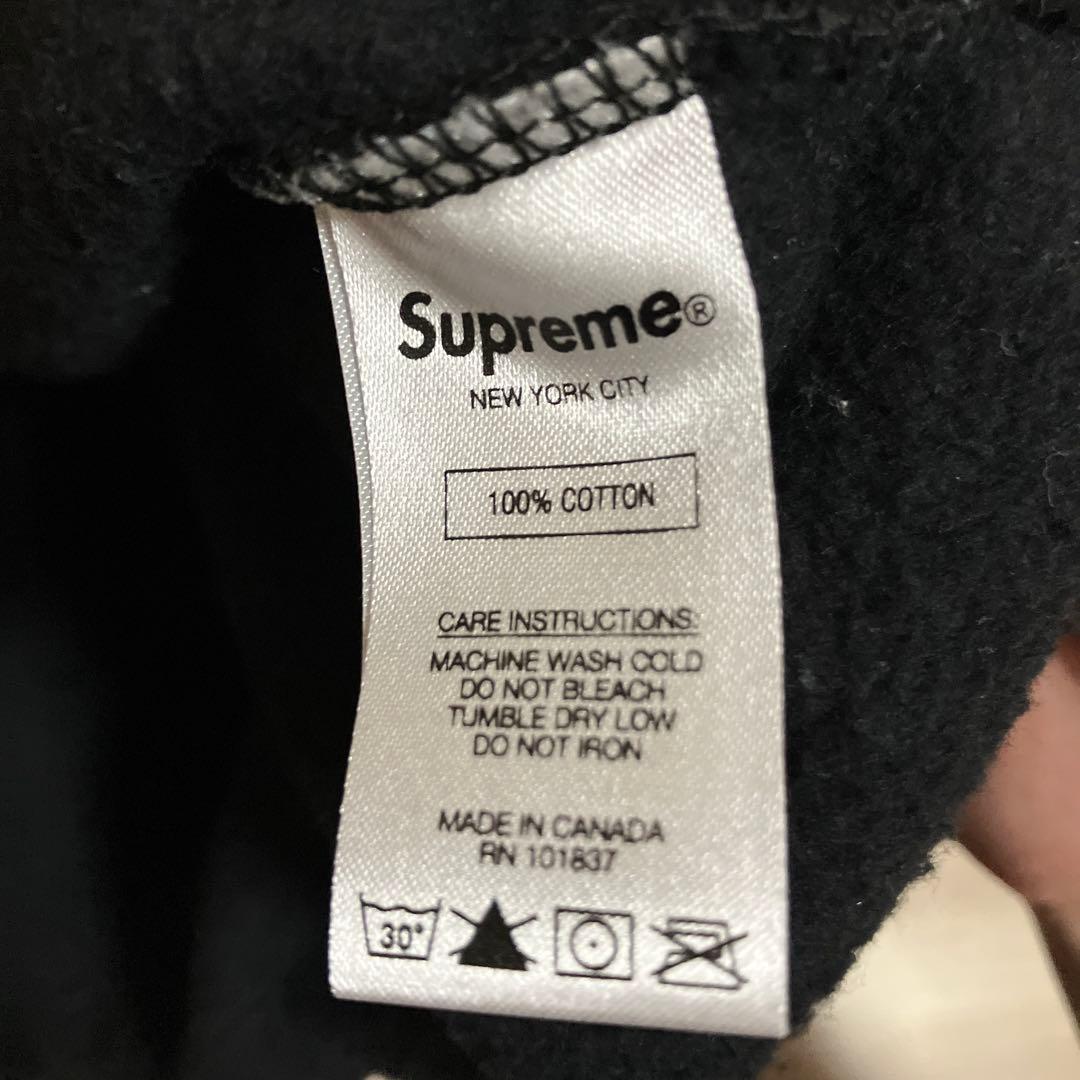 Supreme®
NEW YORK CITY
100% COTTON
CARE INSTRUCTIONS:
MACHINE WASH COLD
DO NOT BLEACH
TUMBLE DRY LOW
DO NOT IRON
MADE IN CANADA
RN 101837
30°